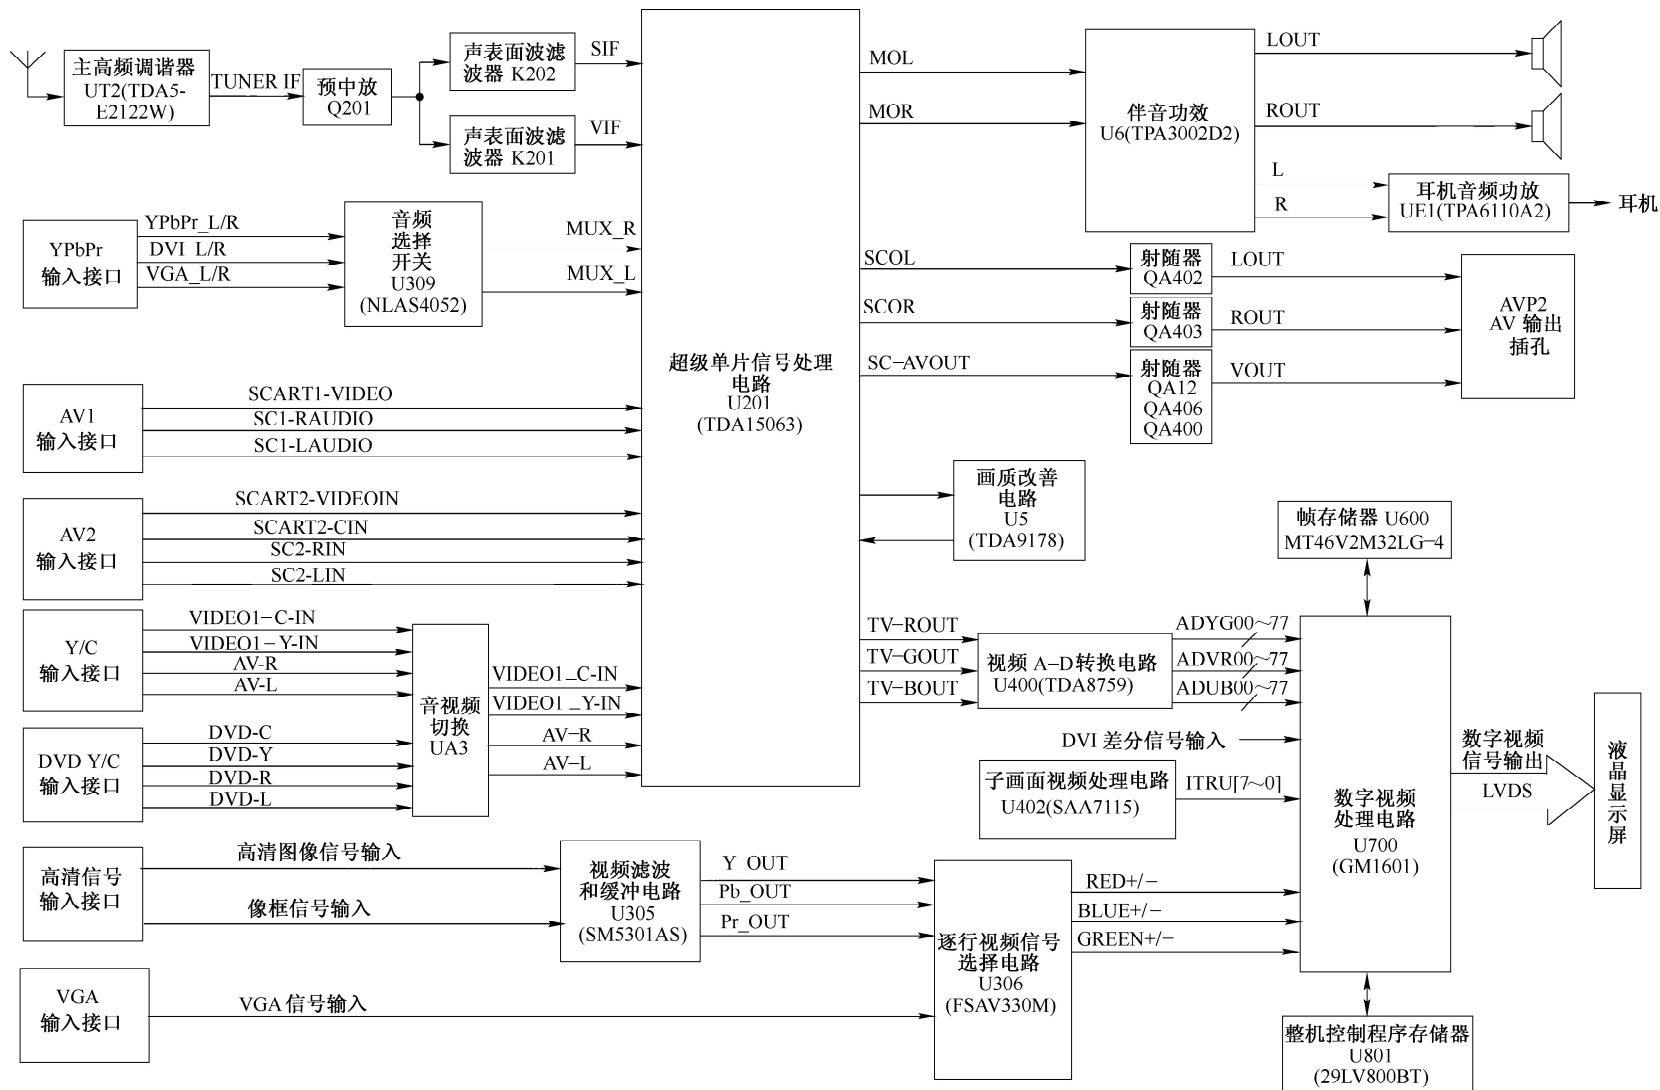 主高频调谐器
UT2(TDA5-
E2122W)
TUNER IF
预中放
Q201
声表面波滤
波器 K202
SIF
声表面波滤
波器 K201
VIF
YPbPr
输入接口
YPbPr_L/R
DVI_L/R
VGA_L/R
音频
选择
开关
U309
(NLAS4052)
MUX_R
MUX_L
AV1
输入接口
SCART1-VIDEO
SC1-RAUDIO
SC1-LAUDIO
AV2
输入接口
SCART2-VIDEOIN
SCART2-CIN
SC2-RIN
SC2-LIN
Y/C
输入接口
VIDEO1-C-IN
VIDEO1-Y-IN
AV-R
AV-L
DVD Y/C
输入接口
DVD-C
DVD-Y
DVD-R
DVD-L
音视频
切换
UA3
VIDEO1_C-IN
VIDEO1_Y-IN
AV-R
AV-L
超级单片信号处理
电路
U201
(TDA15063)
MOL
MOR
伴音功效
U6(TPA3002D2)
LOUT
ROUT
L
R
耳机音频功放
UE1(TPA6110A2)
耳机
SCOL
SCOR
SC-AVOUT
射随器
QA402
射随器
QA403
射随器
QA12
QA406
QA400
LOUT
ROUT
VOUT
AVP2
AV 输出
插孔
画质改善
电路
U5
(TDA9178)
帧存储器 U600
MT46V2M32LG-4
TV-ROUT
TV-GOUT
TV-BOUT
视频 A-D转换电路
U400(TDA8759)
ADYG00~77
ADVR00~77
ADUB00~77
DVI 差分信号输入
子画面视频处理电路
U402(SAA7115)
ITRU[7~0]
数字视频
处理电路
U700
(GM1601)
数字视频
信号输出
LVDS
液晶显示屏
高清信号
输入接口
高清图像信号输入
像框信号输入
视频滤波
和缓冲电路
U305
(SM5301AS)
Y_OUT
Pb_OUT
Pr_OUT
逐行视频信号
选择电路
U306
(FSAV330M)
RED+/-
BLUE+/-
GREEN+/-
VGA
输入接口
VGA 信号输入
整机控制程序存储器
U801
(29LV800BT)